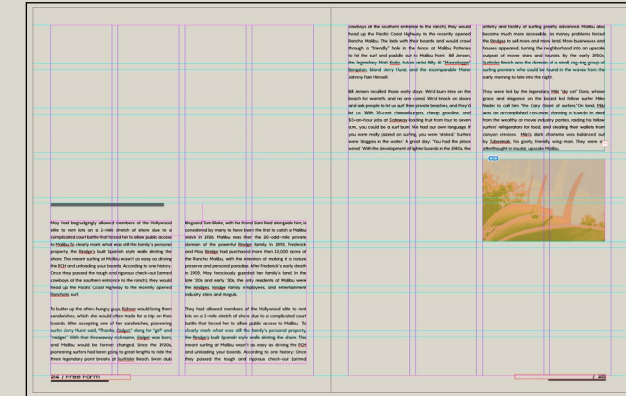 May had begrudgingly allowed members of the Hollywood
elite to rent lots on a 1-mile stretch of shore due to a
complicated court battle that forced her to allow public access
to Malibu. To clearly mark what was still the family's personal
property, the Rindge's built Spanish style walls skirting the
shore. This meant surfing at Malibu wasn't as easy as driving
the PCH and unloading your boards. According to one history:
Once they passed the tough and rigorous check-out (armed
cowboys at the southern entrance to the ranch), they would
head up the Pacific Coast Highway to the recently opened
Rancho surf.
To butter up the often-hungry guys, Kohner would bring them
sandwiches, which she would often trade for a trip on their
boards. After accepting one of her sandwiches, pioneering
surfer Jerry Hurst said, "Thanks, Gidget," slang for "girl" and
"midget." With that throwaway nickname, Gidget was born,
and Malibu would be forever changed. Since the 1920s,
pioneering surfers had been going to great lengths to ride the
three legendary point breaks at Surfrider Beach. Swim club
lifeguard Tom Blake, with his friend Sam Reid alongside him, is
considered by many to have been the first to catch a Malibu
wave in 1926. Malibu was then the 20-odd-mile private
domain of the powerful Rindge family. In 1892, Frederick
and May Rindge had purchased more than 13,000 acres of
the Rancho Malibu, with the intention of making it a nature
preserve and personal paradise. After Frederick's early death
in 1905, May ferociously guarded her family's land. In the
late '20s and early '30s, the only residents at Malibu were
the Rindges, Rindge family employees, and entertainment
industry stars and moguls.
They had allowed members of the Hollywood elite to rent
lots on a 1-mile stretch of shore due to a complicated court
battle that forced her to allow public access to Malibu. To
clearly mark what was still the family's personal property,
the Rindge's built Spanish style walls skirting the shore. This
meant surfing at Malibu wasn't as easy as driving the PCH
and unloading your boards. According to one history: Once
they passed the tough and rigorous check-out (armed
24 / Free Form
cowboys at the southern entrance to the ranch), they would
head up the Pacific Coast Highway to the recently opened
Rancho Malibu. The lads with their boards and would crawl
through a "friendly" hole in the fence at Malibu Potteries
to hit the surf and paddle out to Malibu Point. Bill Jensen,
the legendary Matt Kivlin, future artist Billy Al "Moondoggie"
Bengston, blond Jerry Hurst, and the incomparable Mister
Johnny Fain Himself.
Bill Jensen recalled those early days: We'd burn tires on the
beach for warmth, and no one cared. We'd knock on doors
and ask people to let us surf their private beaches, and they'd
let us. With 35-cent cheeseburgers, cheap gasoline, and
$3-an-hour jobs at Safeway loading fruit from four to seven
a.m., you could be a surf bum. We had our own language. If
you were really pissed on surfing, you were 'stoked.' Surfers
were 'doggies in the water.' A great day: 'You had the place
wired.' With the development of lighter boards in the 1940s, the
artistry and facility of surfing greatly advanced. Malibu also
became much more accessible, as money problems forced
the Rindges to sell more and more land. More businesses and
houses appeared, turning the neighborhood into an upscale
outpost of movie stars and tourists. By the early 1950s,
Surfrider Beach was the domain of a small rag-tag group of
surfing pioneers who could be found in the waves from the
early morning to late into the night.
They were led by the legendary Miki "da cat" Dora, whose
grace and elegance on the board led fellow surfer Mike
Nader to call him "the Cary Grant of surfers." On land, Miki
was an accomplished con-man, donning a tuxedo to steal
from the wealthy at movie industry parties, raiding his fellow
surfers' refrigerators for food, and stealing their wallets from
canyon crevices. Miki's dark charisma was balanced out
by Tubesteak, his goofy, friendly wing-man. They were an
afterthought in insular, upscale Malibu.